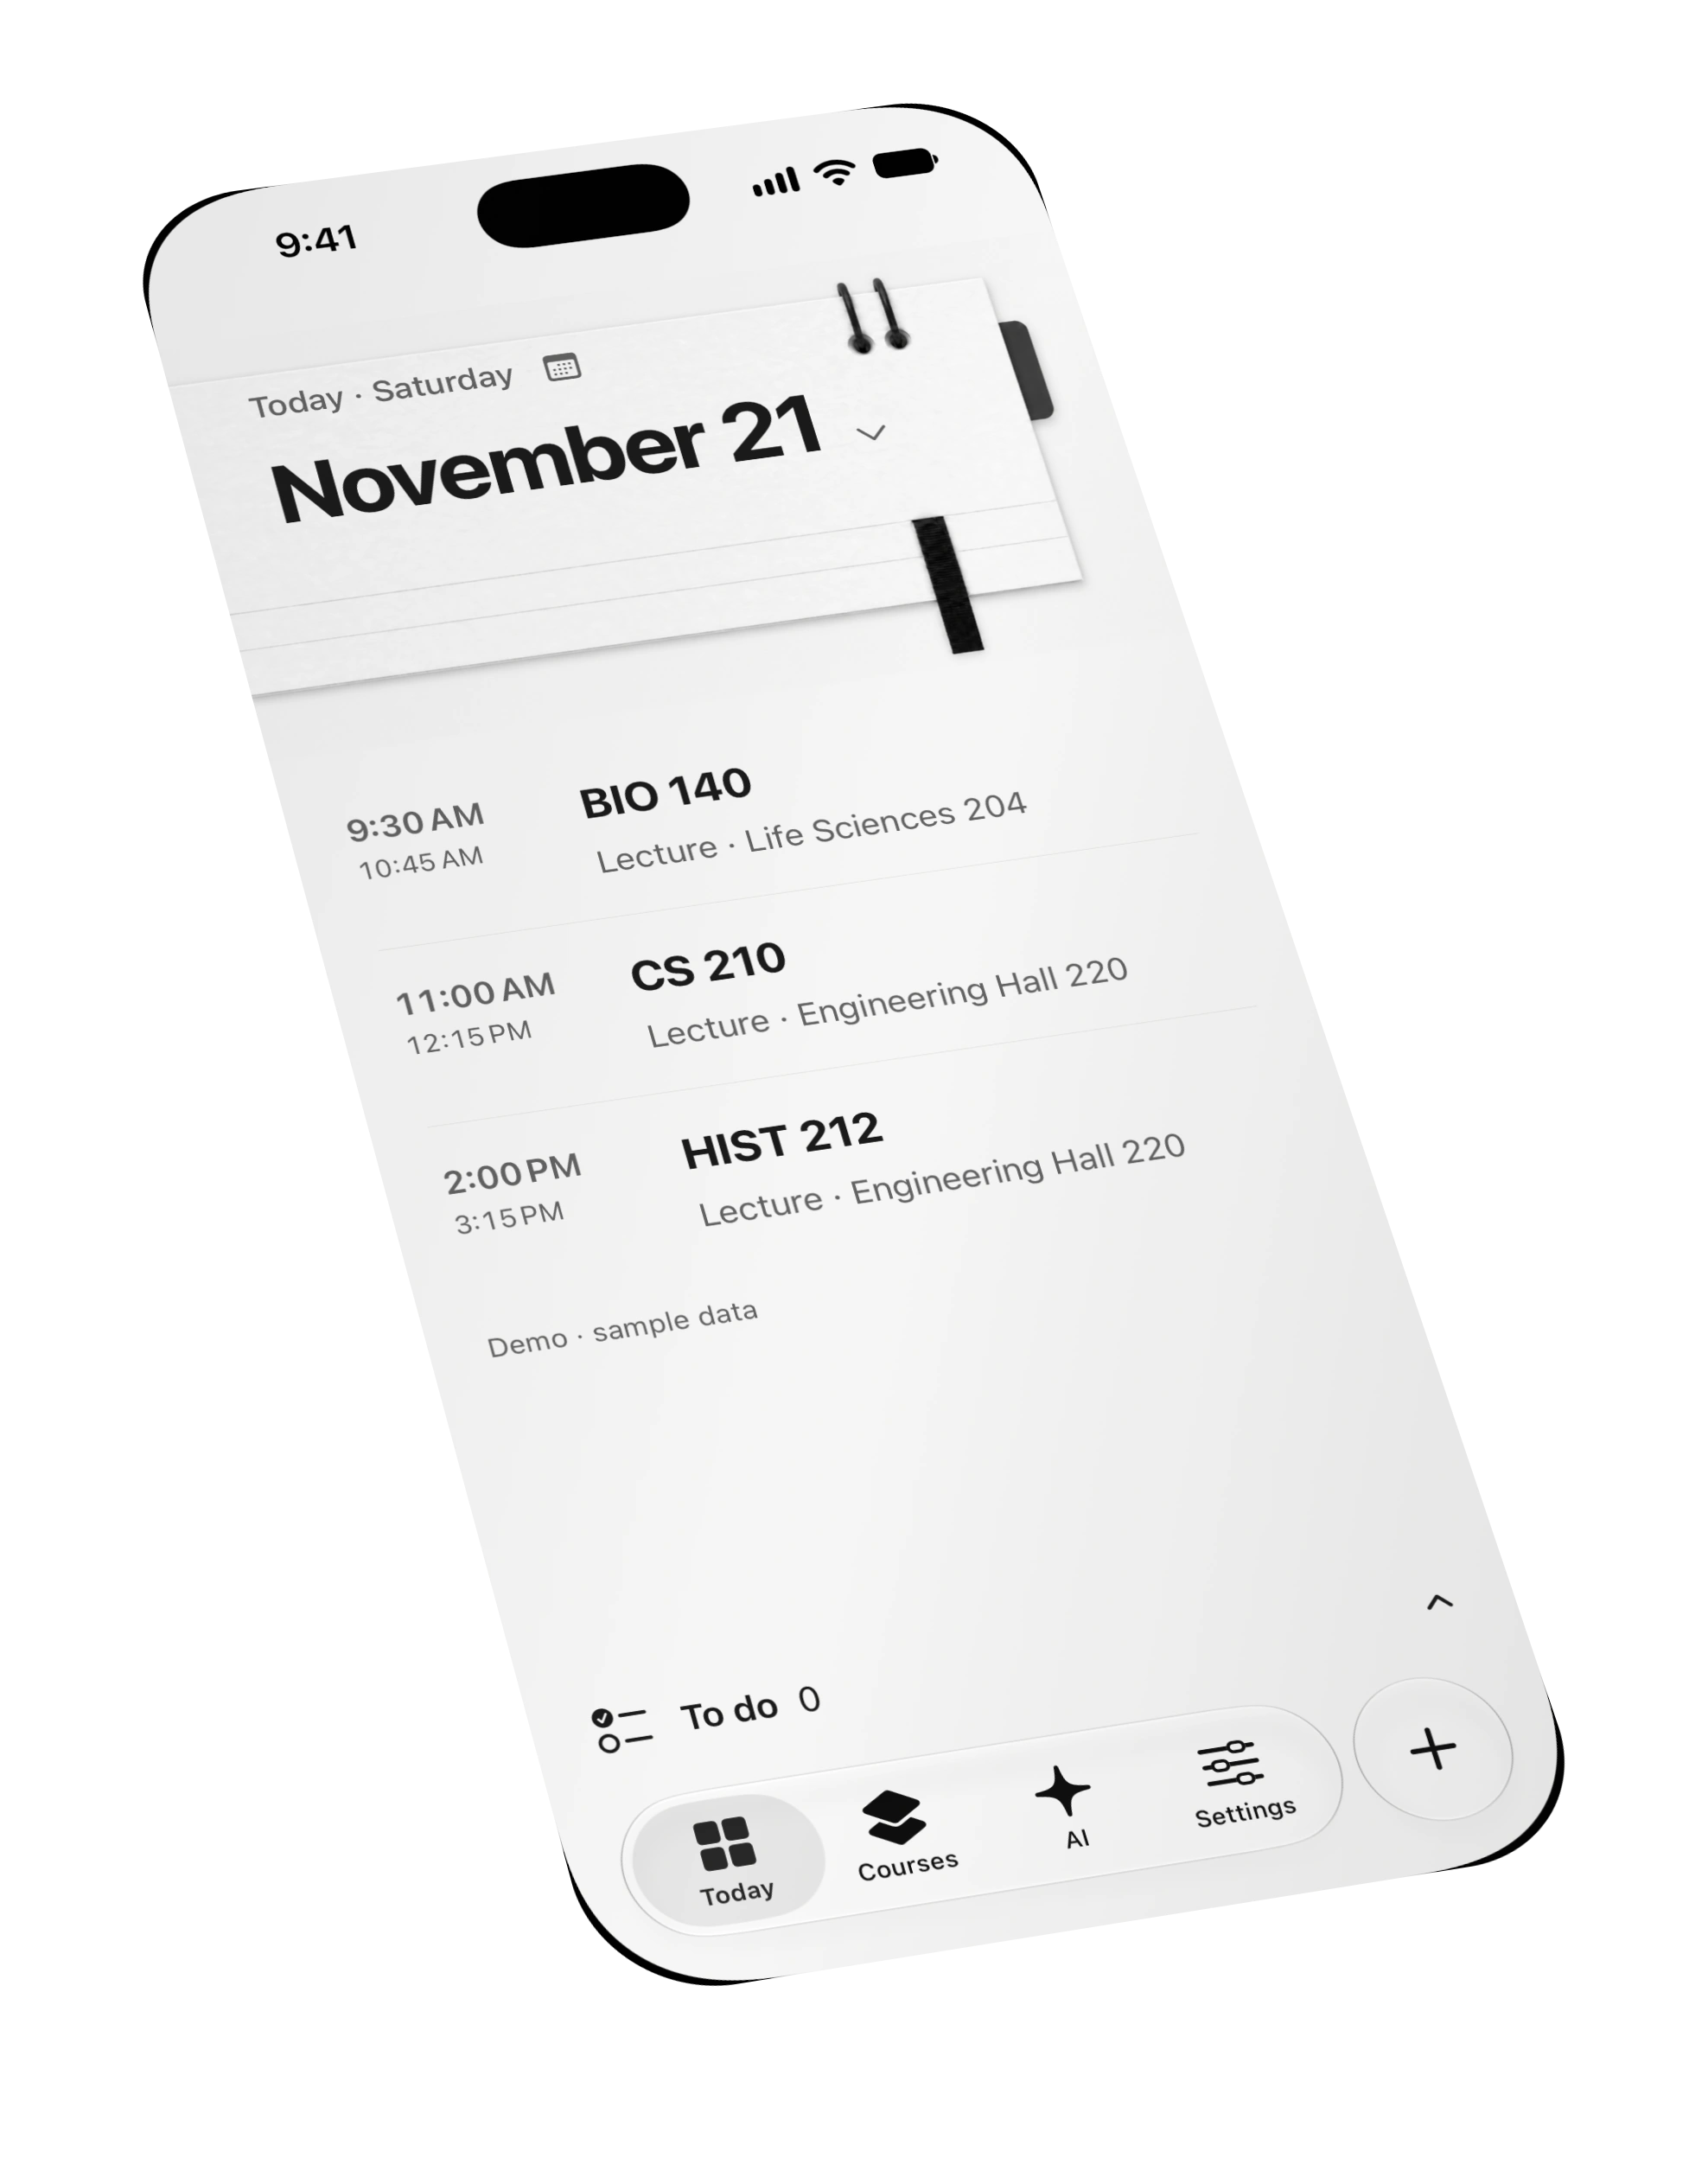 9:41
Today · Saturday
November 21
9:30 AM
10:45 AM
BIO 140
Lecture · Life Sciences 204
11:00 AM
12:15 PM
CS 210
Lecture · Engineering Hall 220
2:00 PM
3:15 PM
HIST 212
Lecture · Engineering Hall 220
Demo · sample data
To do 0
Today
Courses
AI
Settings